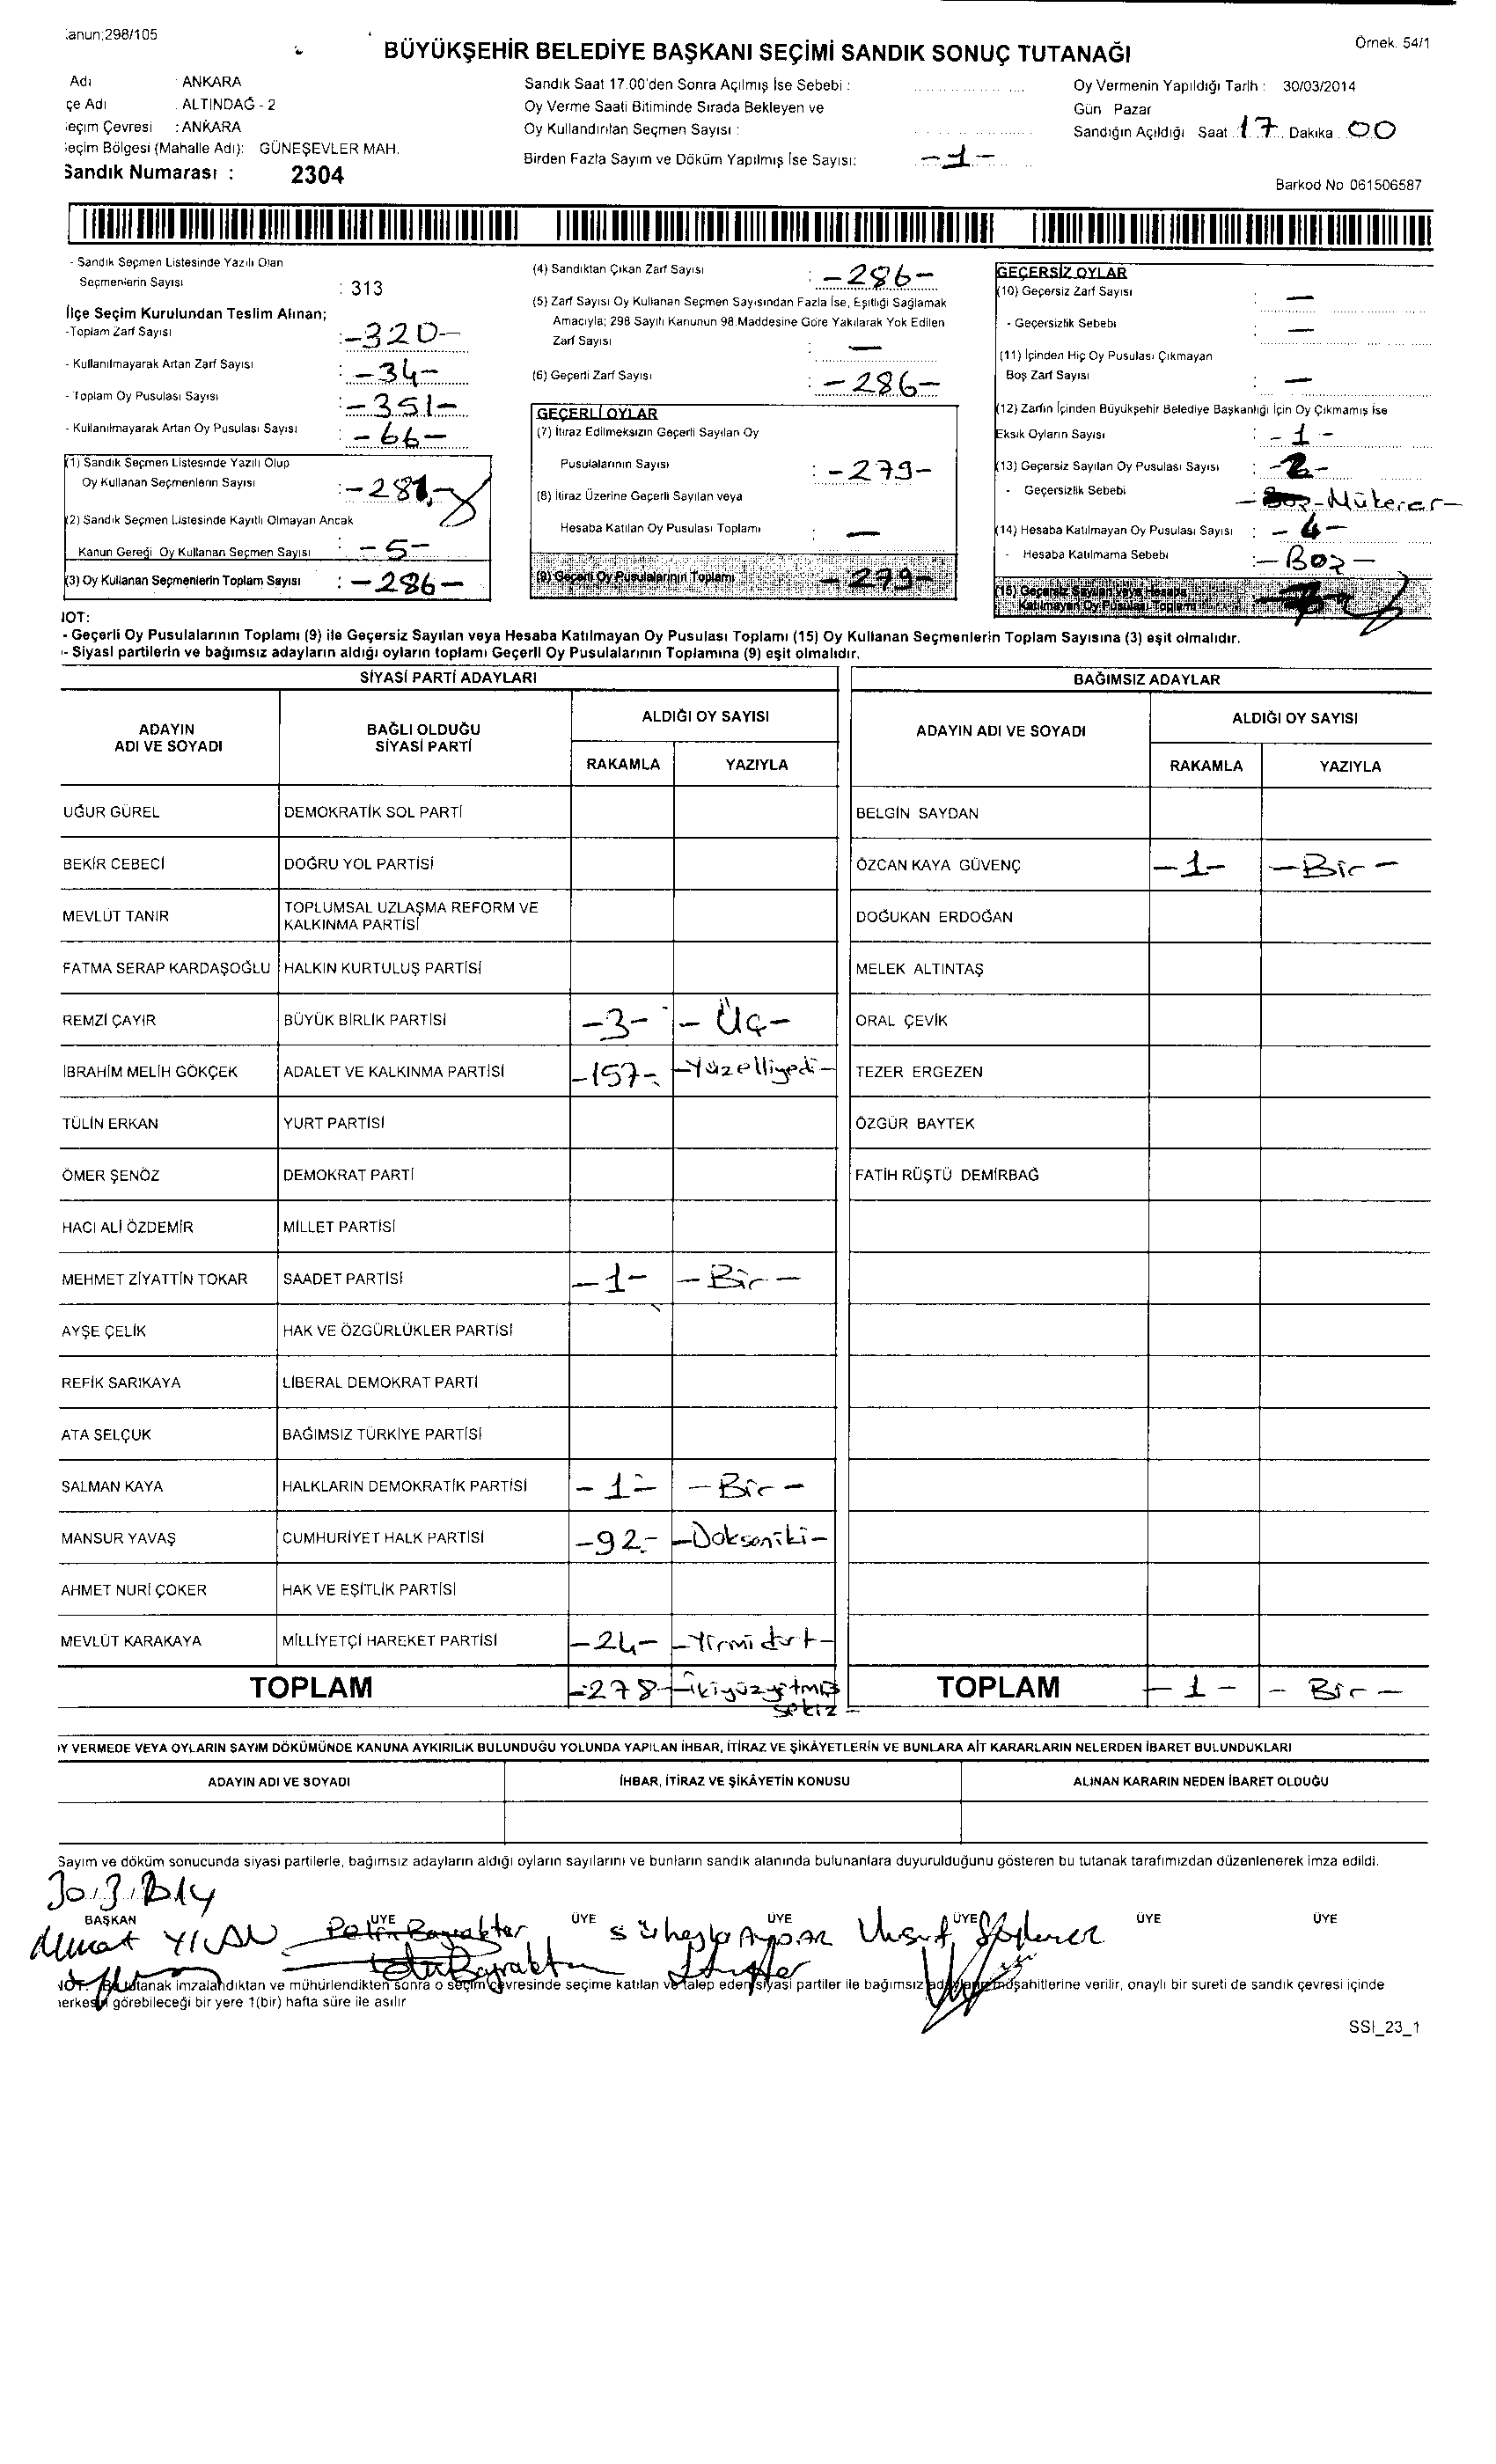 :anun:298/105
BÜYÜKŞEHİR BELEDİYE BAŞKANI SEÇİMİ SANDIK SONUÇ TUTANAĞI
Örnek. 54/1
Adı : ANKARA
çe Adı : ALTINDAĞ - 2
eçim Çevresi : ANKARA
eçim Bölgesi (Mahalle Adı): GÜNEŞEVLER MAH.
Sandık Numarası : 2304
Sandık Saat 17.00'den Sonra Açılmış İse Sebebi :
Oy Verme Saati Bitiminde Sırada Bekleyen ve
Oy Kullandırılan Seçmen Sayısı :
Birden Fazla Sayım ve Döküm Yapılmış İse Sayısı: -1-
Oy Vermenin Yapıldığı Tarih : 30/03/2014
Gün Pazar
Sandığın Açıldığı Saat 17 Dakika 00
Barkod No 061506587
- Sandık Seçmen Listesinde Yazılı Olan
Seçmenlerin Sayısı : 313
İlçe Seçim Kurulundan Teslim Alınan;
-Toplam Zarf Sayısı :-320-
- Kullanılmayarak Artan Zarf Sayısı :-34-
- Toplam Oy Pusulası Sayısı :-351-
- Kullanılmayarak Artan Oy Pusulası Sayısı :-66-
(1) Sandık Seçmen Listesinde Yazılı Olup
Oy Kullanan Seçmenlerin Sayısı :-281-
(2) Sandık Seçmen Listesinde Kayıtlı Olmayan Ancak
Kanun Gereği Oy Kullanan Seçmen Sayısı :-5-
(3) Oy Kullanan Seçmenlerin Toplam Sayısı :-286-
(4) Sandıktan Çıkan Zarf Sayısı :-286-
(5) Zarf Sayısı Oy Kullanan Seçmen Sayısından Fazla İse, Eşitliği Sağlamak
Amacıyla; 298 Sayılı Kanunun 98.Maddesine Göre Yakılarak Yok Edilen
Zarf Sayısı : -
(6) Geçerli Zarf Sayısı :-286-
GEÇERLİ OYLAR
(7) İtiraz Edilmeksizin Geçerli Sayılan Oy
Pusulalarının Sayısı :-279-
(8) İtiraz Üzerine Geçerli Sayılan veya
Hesaba Katılan Oy Pusulası Toplamı : -
(9) Geçerli Oy Pusulalarının Toplamı -279-
GEÇERSİZ OYLAR
(10) Geçersiz Zarf Sayısı : -
- Geçersizlik Sebebi : -
(11) İçinden Hiç Oy Pusulası Çıkmayan
Boş Zarf Sayısı : -
(12) Zarfın İçinden Büyükşehir Belediye Başkanlığı İçin Oy Çıkmamış ise
Eksik Oyların Sayısı :-1-
(13) Geçersiz Sayılan Oy Pusulası Sayısı :-2-
- Geçersizlik Sebebi -Mükerer-
(14) Hesaba Katılmayan Oy Pusulası Sayısı :-4-
- Hesaba Katılmama Sebebi :-Boz-
(15) Geçersiz Sayılan veya Hesaba
Katılmayan Oy Pusulası Toplamı
IOT:
- Geçerli Oy Pusulalarının Toplamı (9) ile Geçersiz Sayılan veya Hesaba Katılmayan Oy Pusulası Toplamı (15) Oy Kullanan Seçmenlerin Toplam Sayısına (3) eşit olmalıdır.
- Siyasi partilerin ve bağımsız adayların aldığı oyların toplamı Geçerli Oy Pusulalarının Toplamına (9) eşit olmalıdır.
SİYASİ PARTİ ADAYLARI
ADAYIN ADI VE SOYADI BAĞLI OLDUĞU SİYASİ PARTİ ALDIĞI OY SAYISI
RAKAMLA YAZIYLA
UĞUR GÜREL DEMOKRATİK SOL PARTİ
BEKİR CEBECİ DOĞRU YOL PARTİSİ
MEVLÜT TANIR TOPLUMSAL UZLAŞMA REFORM VE KALKINMA PARTİSİ
FATMA SERAP KARDAŞOĞLU HALKIN KURTULUŞ PARTİSİ
REMZİ ÇAYIR BÜYÜK BİRLİK PARTİSİ -3- -Üç-
İBRAHİM MELİH GÖKÇEK ADALET VE KALKINMA PARTİSİ -157- -Yüzelliyedi-
TÜLİN ERKAN YURT PARTİSİ
ÖMER ŞENÖZ DEMOKRAT PARTİ
HACI ALİ ÖZDEMİR MİLLET PARTİSİ
MEHMET ZİYATTİN TOKAR SAADET PARTİSİ -1- -Bir-
AYŞE ÇELİK HAK VE ÖZGÜRLÜKLER PARTİSİ
REFİK SARIKAYA LİBERAL DEMOKRAT PARTİ
ATA SELÇUK BAĞIMSIZ TÜRKİYE PARTİSİ
SALMAN KAYA HALKLARIN DEMOKRATİK PARTİSİ -1- -Bir-
MANSUR YAVAŞ CUMHURİYET HALK PARTİSİ -92- -Doksaniki-
AHMET NURİ ÇOKER HAK VE EŞİTLİK PARTİSİ
MEVLÜT KARAKAYA MİLLİYETÇİ HAREKET PARTİSİ -24- -Yirmidört-
TOPLAM -278- -ikiyüzyetmiş sekiz-
BAĞIMSIZ ADAYLAR
ADAYIN ADI VE SOYADI ALDIĞI OY SAYISI
RAKAMLA YAZIYLA
BELGİN SAYDAN
ÖZCAN KAYA GÜVENÇ -1- -Bir-
DOĞUKAN ERDOĞAN
MELEK ALTINTAŞ
ORAL ÇEVİK
TEZER ERGEZEN
ÖZGÜR BAYTEK
FATİH RÜŞTÜ DEMİRBAĞ
TOPLAM -1- -Bir-
IY VERMEDE VEYA OYLARIN SAYIM DÖKÜMÜNDE KANUNA AYKIRILIK BULUNDUĞU YOLUNDA YAPILAN İHBAR, İTİRAZ VE ŞİKÂYETLERİN VE BUNLARA AİT KARARLARIN NELERDEN İBARET BULUNDUKLARI
ADAYIN ADI VE SOYADI İHBAR, İTİRAZ VE ŞİKÂYETİN KONUSU ALINAN KARARIN NEDEN İBARET OLDUĞU
Sayım ve döküm sonucunda siyasi partilerle, bağımsız adayların aldığı oyların sayılarını ve bunların sandık alanında bulunanlara duyurulduğunu gösteren bu tutanak tarafımızdan düzenlenerek imza edildi.
30.3.2014
BAŞKAN ÜYE ÜYE ÜYE ÜYE ÜYE ÜYE
Pelin Bayraktar
NOT: Bu tutanak imzalandıktan ve mühürlendikten sonra o seçim çevresinde seçime katılan ve talep eden siyasi partiler ile bağımsız adayların müşahitlerine verilir, onaylı bir sureti de sandık çevresi içinde
herkesin görebileceği bir yere 1(bir) hafta süre ile asılır
SSI_23_1